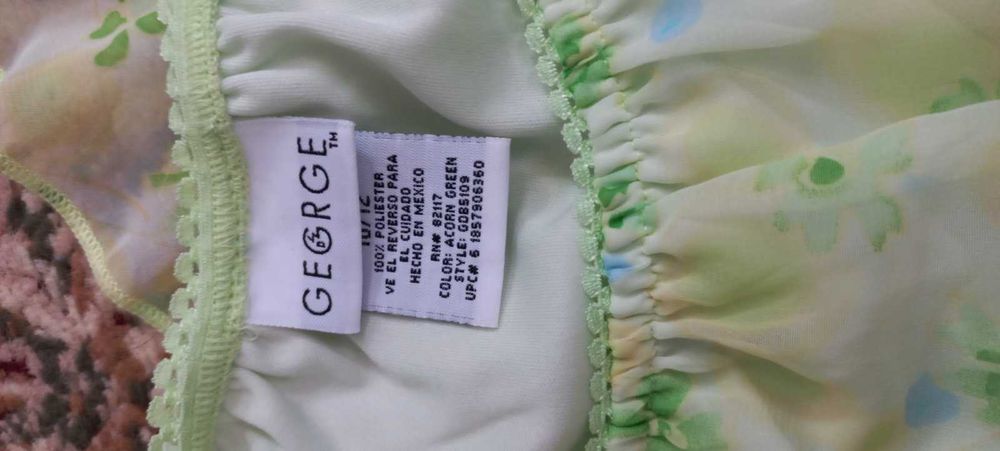 GEORGE™
10/12
100% POLIESTER
VE EL REVERSO PARA
EL CUIDADO
HECHO EN MEXICO
RN# 82117
COLOR: ACORN GREEN
STYLE: GDB5109
UPC# 6 1857906360